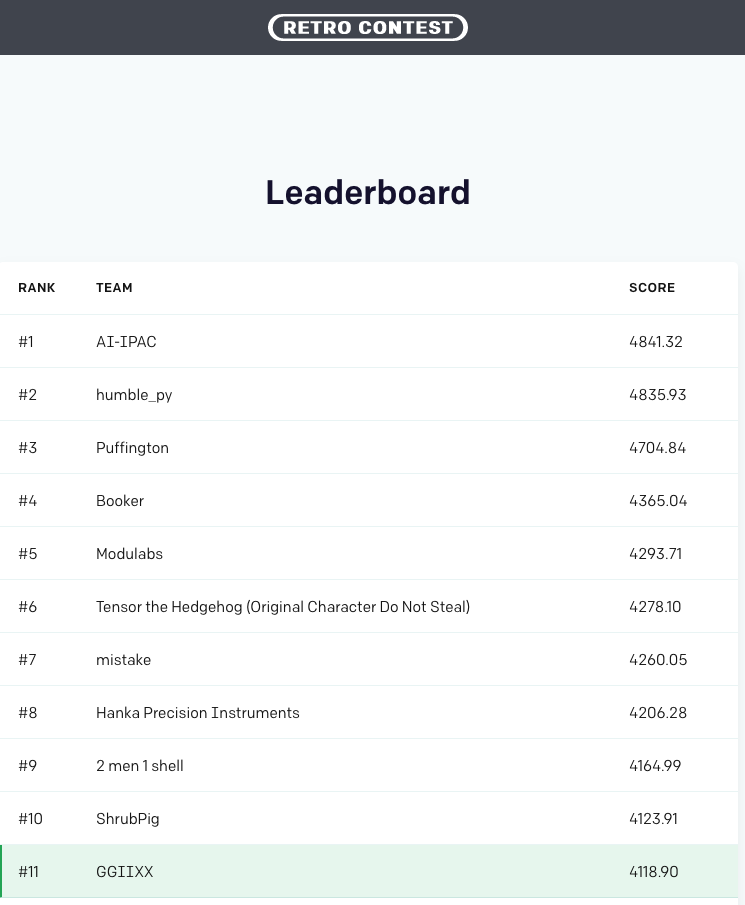 RETRO CONTEST
Leaderboard
RANK TEAM SCORE
#1 AI-IPAC 4841.32
#2 humble_py 4835.93
#3 Puffington 4704.84
#4 Booker 4365.04
#5 Modulabs 4293.71
#6 Tensor the Hedgehog (Original Character Do Not Steal) 4278.10
#7 mistake 4260.05
#8 Hanka Precision Instruments 4206.28
#9 2 men 1 shell 4164.99
#10 ShrubPig 4123.91
#11 GGIIXX 4118.90